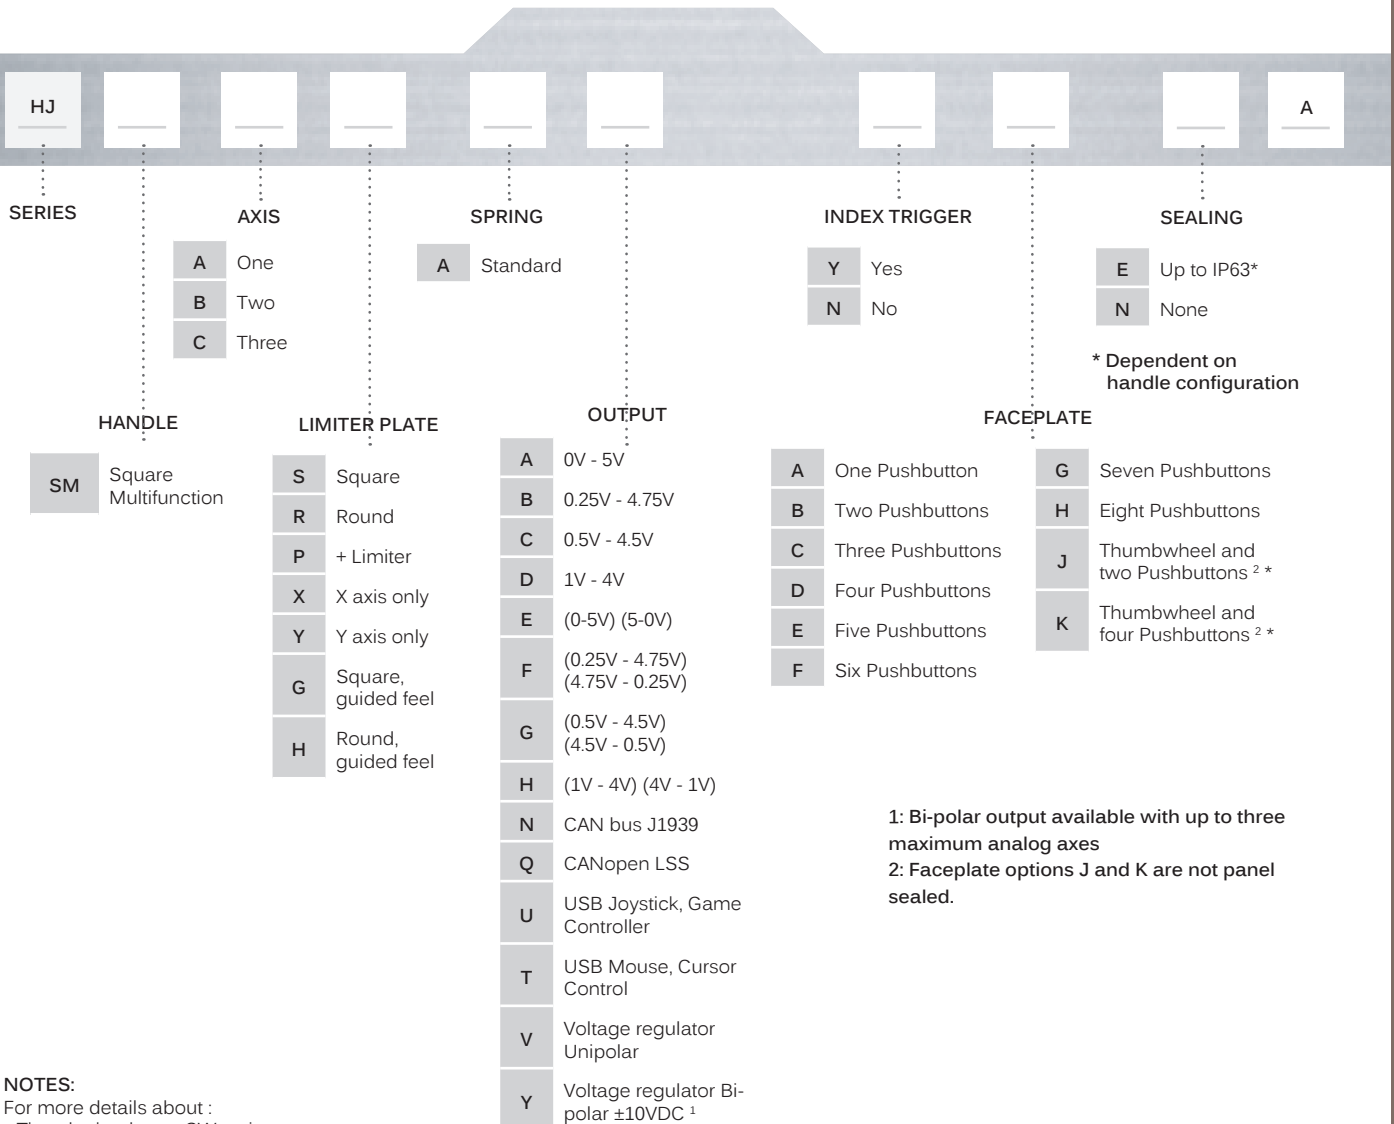 HJ
A
SERIES
AXIS
A One
B Two
C Three
SPRING
A Standard
INDEX TRIGGER
Y Yes
N No
SEALING
E Up to IP63*
N None
* Dependent on
handle configuration
HANDLE
SM Square
Multifunction
LIMITER PLATE
S Square
R Round
P + Limiter
X X axis only
Y Y axis only
G Square,
guided feel
H Round,
guided feel
OUTPUT
A 0V - 5V
B 0.25V - 4.75V
C 0.5V - 4.5V
D 1V - 4V
E (0-5V) (5-0V)
F (0.25V - 4.75V)
(4.75V - 0.25V)
G (0.5V - 4.5V)
(4.5V - 0.5V)
H (1V - 4V) (4V - 1V)
N CAN bus J1939
Q CANopen LSS
U USB Joystick, Game
Controller
T USB Mouse, Cursor
Control
V Voltage regulator
Unipolar
Y Voltage regulator Bi-
polar ±10VDC ¹
FACEPLATE
A One Pushbutton
B Two Pushbuttons
C Three Pushbuttons
D Four Pushbuttons
E Five Pushbuttons
F Six Pushbuttons
G Seven Pushbuttons
H Eight Pushbuttons
J Thumbwheel and
two Pushbuttons ² *
K Thumbwheel and
four Pushbuttons ² *
1: Bi-polar output available with up to three
maximum analog axes
2: Faceplate options J and K are not panel
sealed.
NOTES:
For more details about :